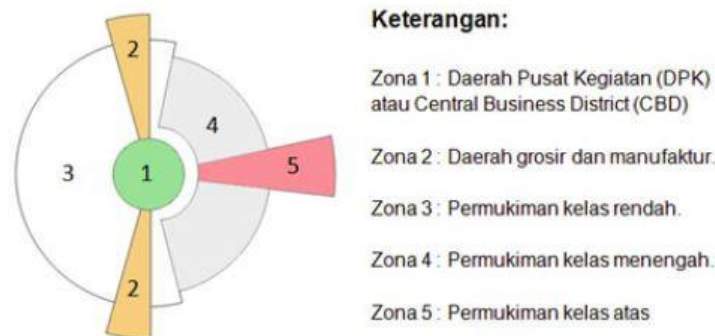 2
3
1
4
5
2
Keterangan:
Zona 1 : Daerah Pusat Kegiatan (DPK)
atau Central Business District (CBD)
Zona 2 : Daerah grosir dan manufaktur.
Zona 3 : Permukiman kelas rendah.
Zona 4 : Permukiman kelas menengah.
Zona 5 : Permukiman kelas atas